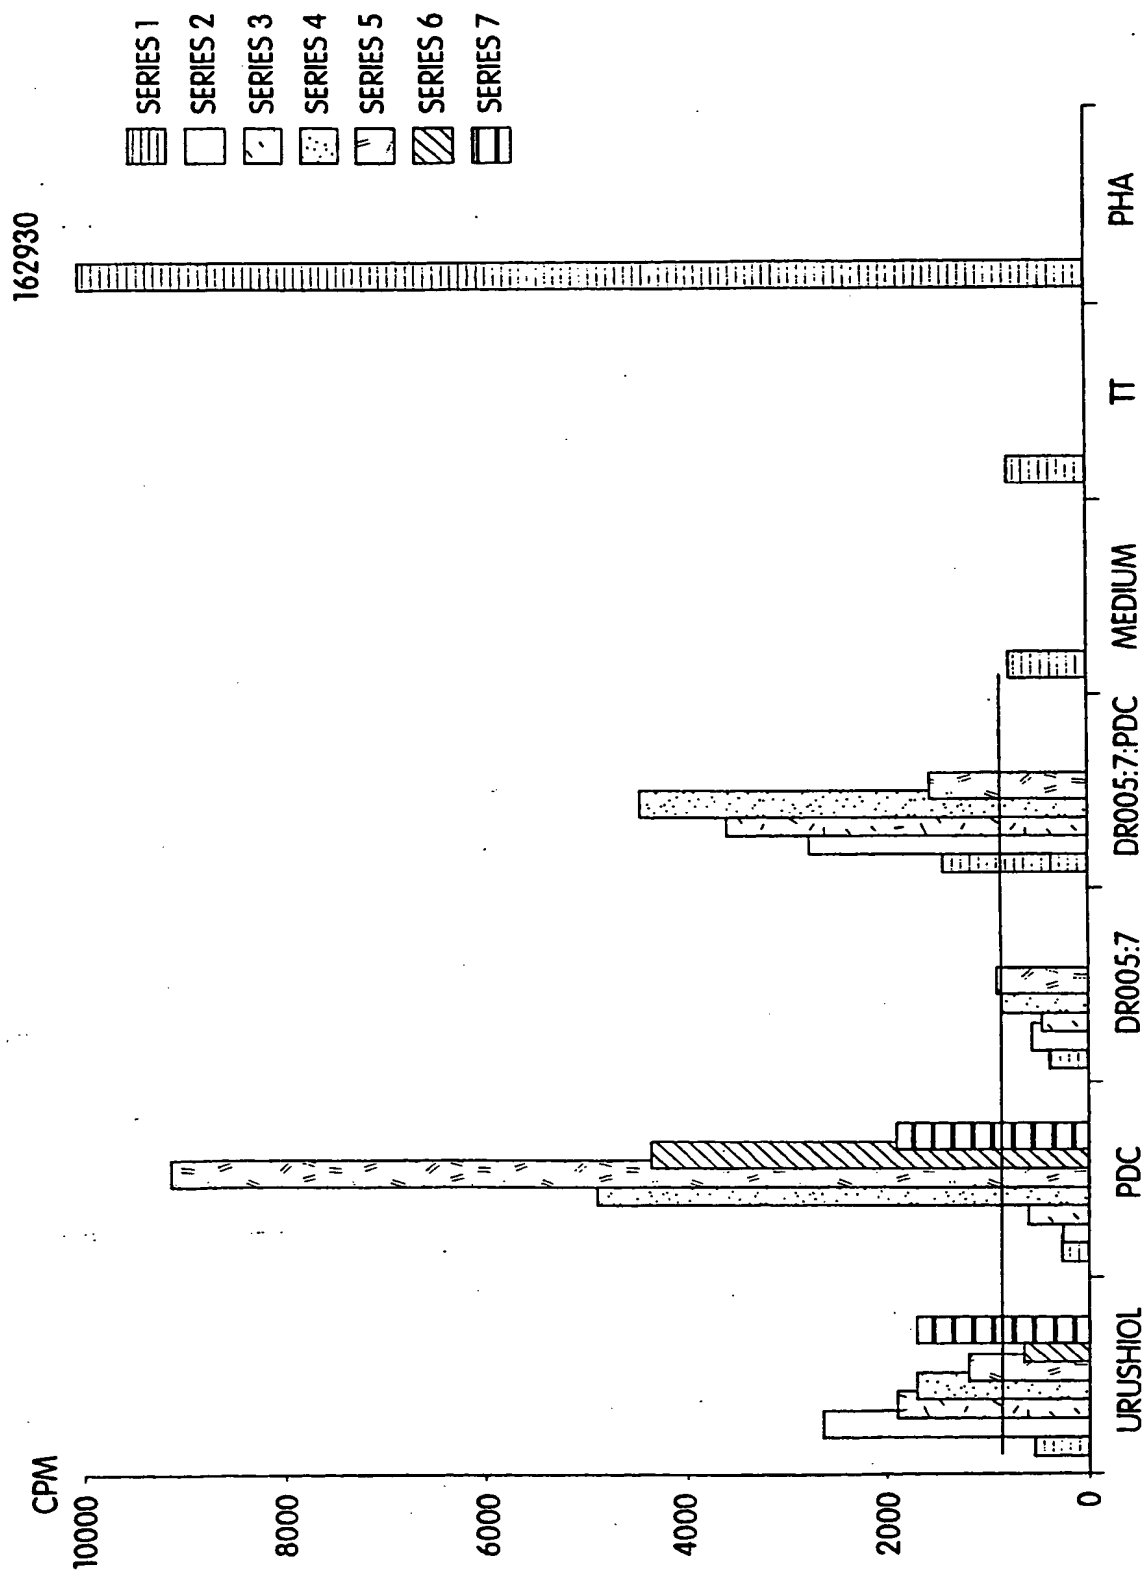 162930
CPM
10000
8000
6000
4000
2000
0
URUSHIOL
PDC
DR005:7
DR005:7:PDC
MEDIUM
TT
PHA
SERIES 1
SERIES 2
SERIES 3
SERIES 4
SERIES 5
SERIES 6
SERIES 7